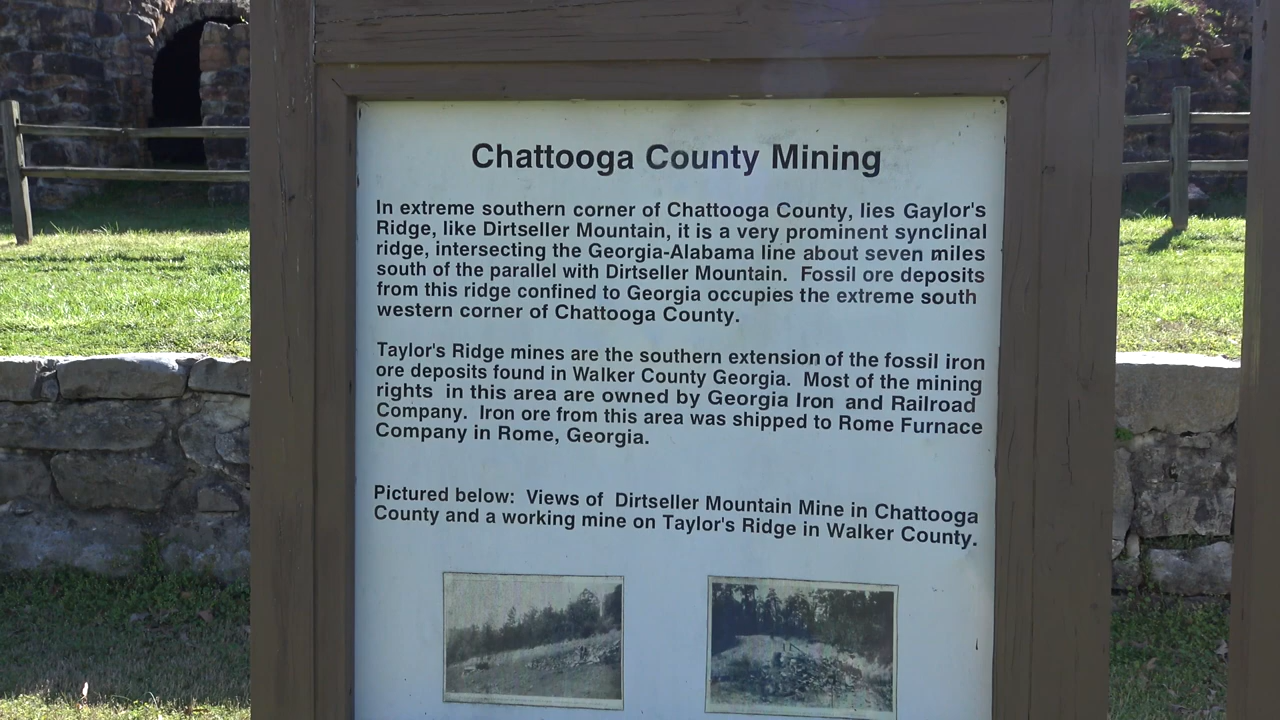 Chattooga County Mining
In extreme southern corner of Chattooga County, lies Gaylor's
Ridge, like Dirtseller Mountain, it is a very prominent synclinal
ridge, intersecting the Georgia-Alabama line about seven miles
south of the parallel with Dirtseller Mountain. Fossil ore deposits
from this ridge confined to Georgia occupies the extreme south
western corner of Chattooga County.
Taylor's Ridge mines are the southern extension of the fossil iron
ore deposits found in Walker County Georgia. Most of the mining
rights in this area are owned by Georgia Iron and Railroad
Company. Iron ore from this area was shipped to Rome Furnace
Company in Rome, Georgia.
Pictured below: Views of Dirtseller Mountain Mine in Chattooga
County and a working mine on Taylor's Ridge in Walker County.